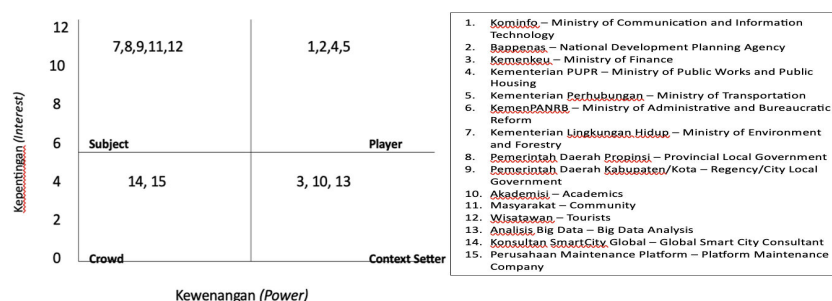 12
10
8
6
4
2
0
Kepentingan (Interest)
7,8,9,11,12
1,2,4,5
Subject
Player
14, 15
3, 10, 13
Crowd
Context Setter
Kewenangan (Power)
1. Kominfo – Ministry of Communication and Information
Technology
2. Bappenas – National Development Planning Agency
3. Kemenkeu – Ministry of Finance
4. Kementerian PUPR – Ministry of Public Works and Public
Housing
5. Kementerian Perhubungan – Ministry of Transportation
6. KemenPANRB – Ministry of Administrative and Bureaucratic
Reform
7. Kementerian Lingkungan Hidup – Ministry of Environment
and Forestry
8. Pemerintah Daerah Propinsi – Provincial Local Government
9. Pemerintah Daerah Kabupaten/Kota – Regency/City Local
Government
10. Akademisi – Academics
11. Masyarakat – Community
12. Wisatawan – Tourists
13. Analisis Big Data – Big Data Analysis
14. Konsultan SmartCity Global – Global Smart City Consultant
15. Perusahaan Maintenance Platform – Platform Maintenance
Company